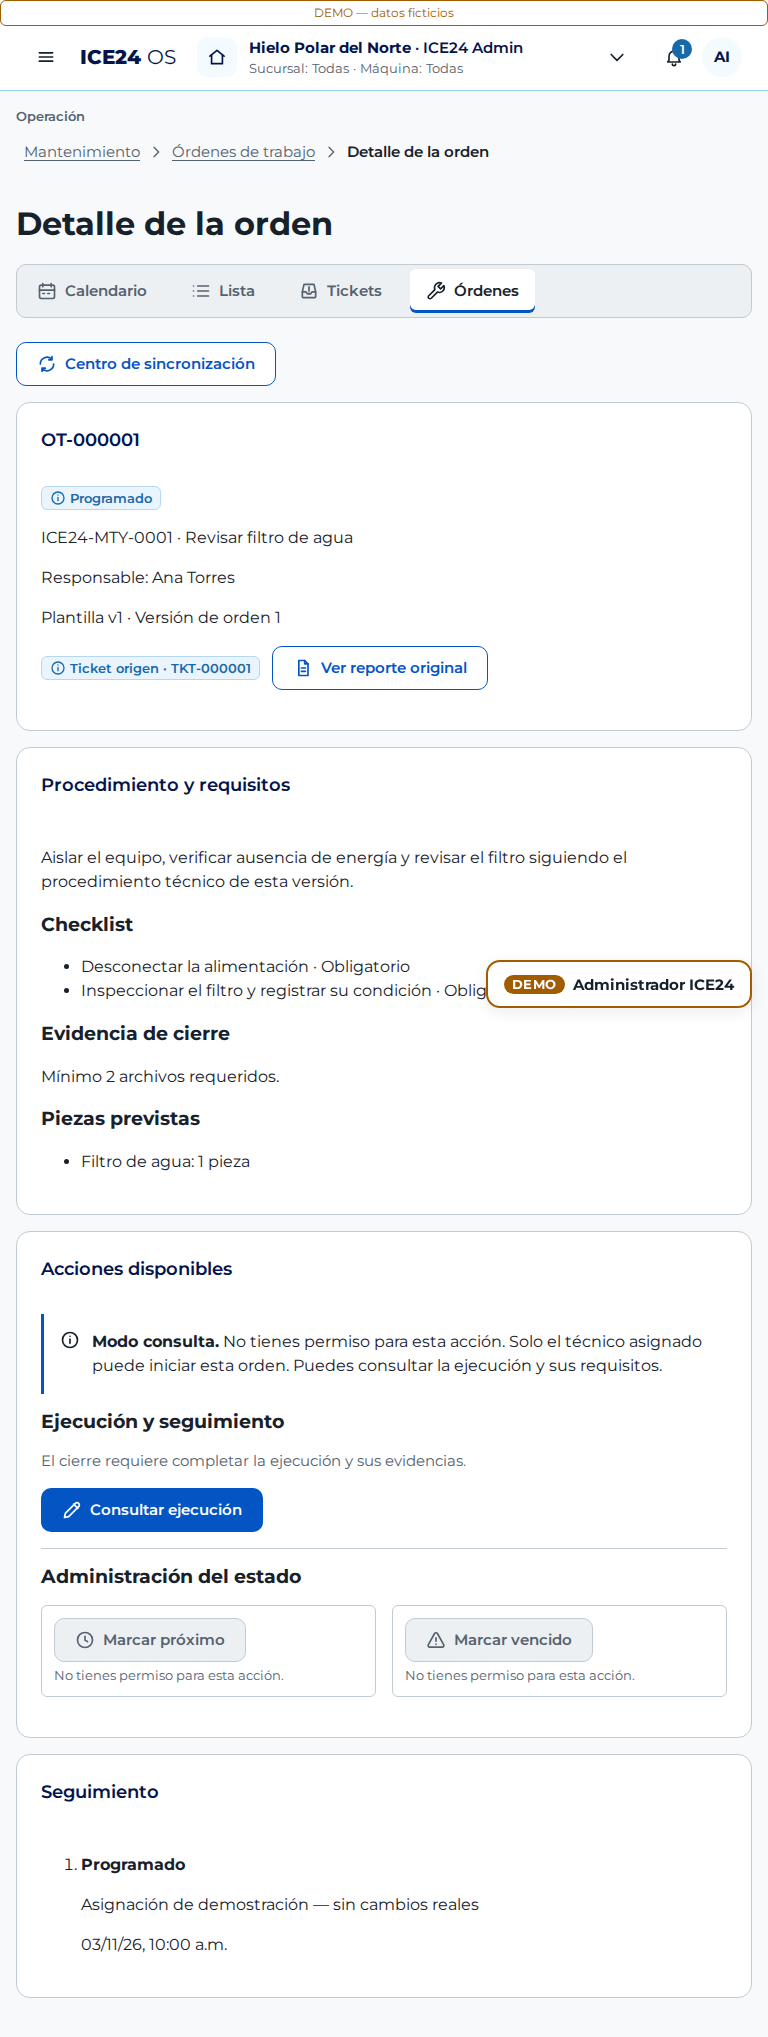 DEMO — datos ficticios
ICE24 OS
Hielo Polar del Norte · ICE24 Admin
Sucursal: Todas · Máquina: Todas
1
AI
Operación
Mantenimiento > Órdenes de trabajo > Detalle de la orden
Detalle de la orden
Calendario
Lista
Tickets
Órdenes
Centro de sincronización
OT-000001
Programado
ICE24-MTY-0001 · Revisar filtro de agua
Responsable: Ana Torres
Plantilla v1 · Versión de orden 1
Ticket origen · TKT-000001
Ver reporte original
Procedimiento y requisitos
Aislar el equipo, verificar ausencia de energía y revisar el filtro siguiendo el
procedimiento técnico de esta versión.
Checklist
• Desconectar la alimentación · Obligatorio
• Inspeccionar el filtro y registrar su condición · Oblig
DEMO Administrador ICE24
Evidencia de cierre
Mínimo 2 archivos requeridos.
Piezas previstas
• Filtro de agua: 1 pieza
Acciones disponibles
Modo consulta. No tienes permiso para esta acción. Solo el técnico asignado
puede iniciar esta orden. Puedes consultar la ejecución y sus requisitos.
Ejecución y seguimiento
El cierre requiere completar la ejecución y sus evidencias.
Consultar ejecución
Administración del estado
Marcar próximo
No tienes permiso para esta acción.
Marcar vencido
No tienes permiso para esta acción.
Seguimiento
1. Programado
Asignación de demostración — sin cambios reales
03/11/26, 10:00 a.m.